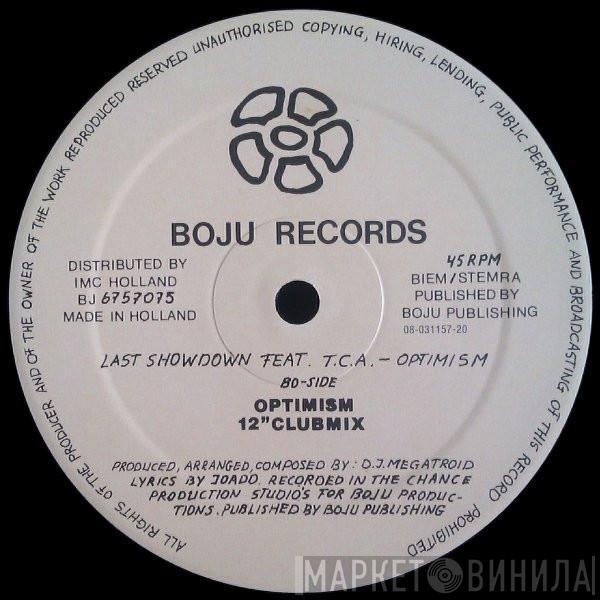 ALL RIGHTS OF THE PRODUCER AND OF THE OWNER OF THE WORK REPRODUCED RESERVED UNAUTHORISED COPYING, HIRING, LENDING, PUBLIC PERFORMANCE AND BROADCASTING OF THIS RECORD PROHIBITED
BOJU RECORDS
DISTRIBUTED BY
IMC HOLLAND
BJ 6757075
MADE IN HOLLAND
45 RPM
BIEM/STEMRA
PUBLISHED BY
BOJU PUBLISHING
08-031157-20
LAST SHOWDOWN FEAT. T.C.A. – OPTIMISM
BO-SIDE
OPTIMISM
12” CLUBMIX
PRODUCED, ARRANGED, COMPOSED BY: D.J. MEGATROID
LYRICS BY JOADO. RECORDED IN THE CHANCE
PRODUCTION STUDIO'S FOR BOJU PRODUC-
TIONS. PUBLISHED BY BOJU PUBLISHING
МАРКЕТ ВИНИЛА